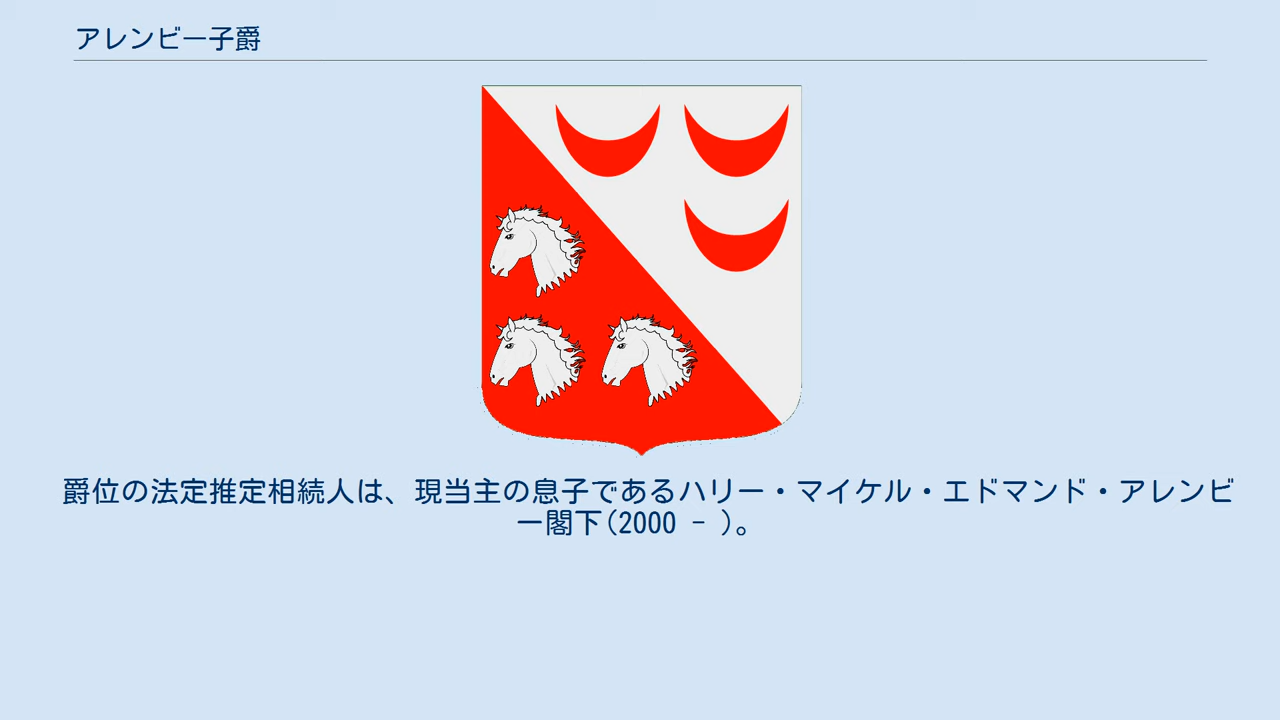 アレンビー子爵
爵位の法定推定相続人は、現当主の息子であるハリー・マイケル・エドマンド・アレンビ
ー閣下(2000 - )。